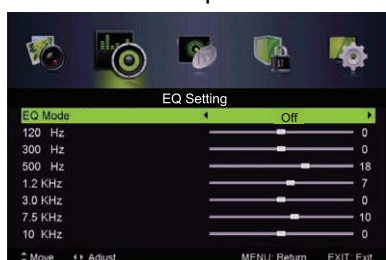 EQ Setting
EQ Mode Off
120 Hz 0
300 Hz 0
500 Hz 18
1.2 KHz 7
3.0 KHz 0
7.5 KHz 10
10 KHz 0
Move Adjust MENU: Return EXIT: Exit